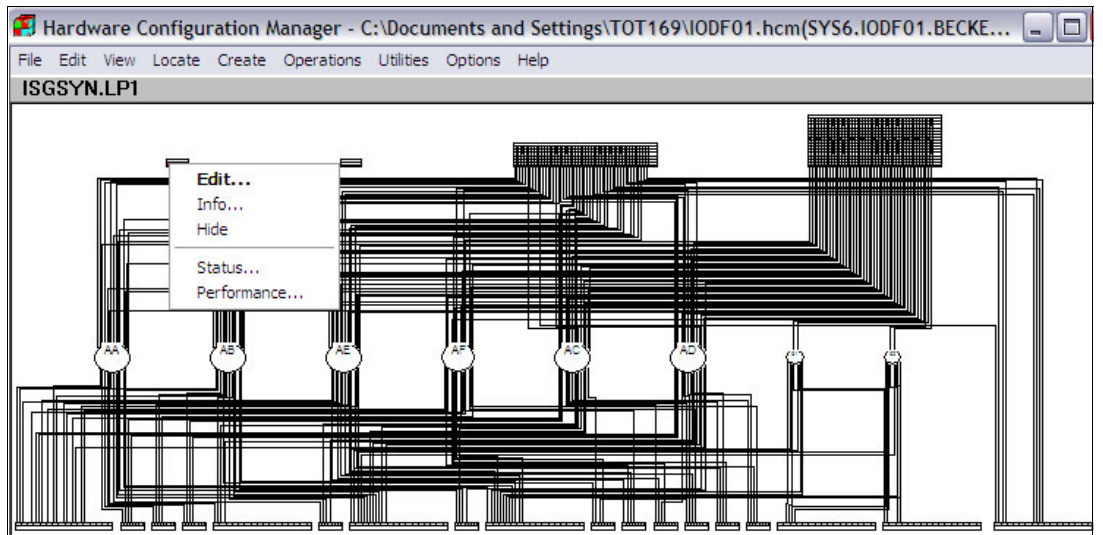 Hardware Configuration Manager - C:\Documents and Settings\TOT169\IODF01.hcm(SYS6.IODF01.BECKE...
File Edit View Locate Create Operations Utilities Options Help
ISGSYN.LP1
Edit...
Info...
Hide
Status...
Performance...
AA AB AE AF AC AD